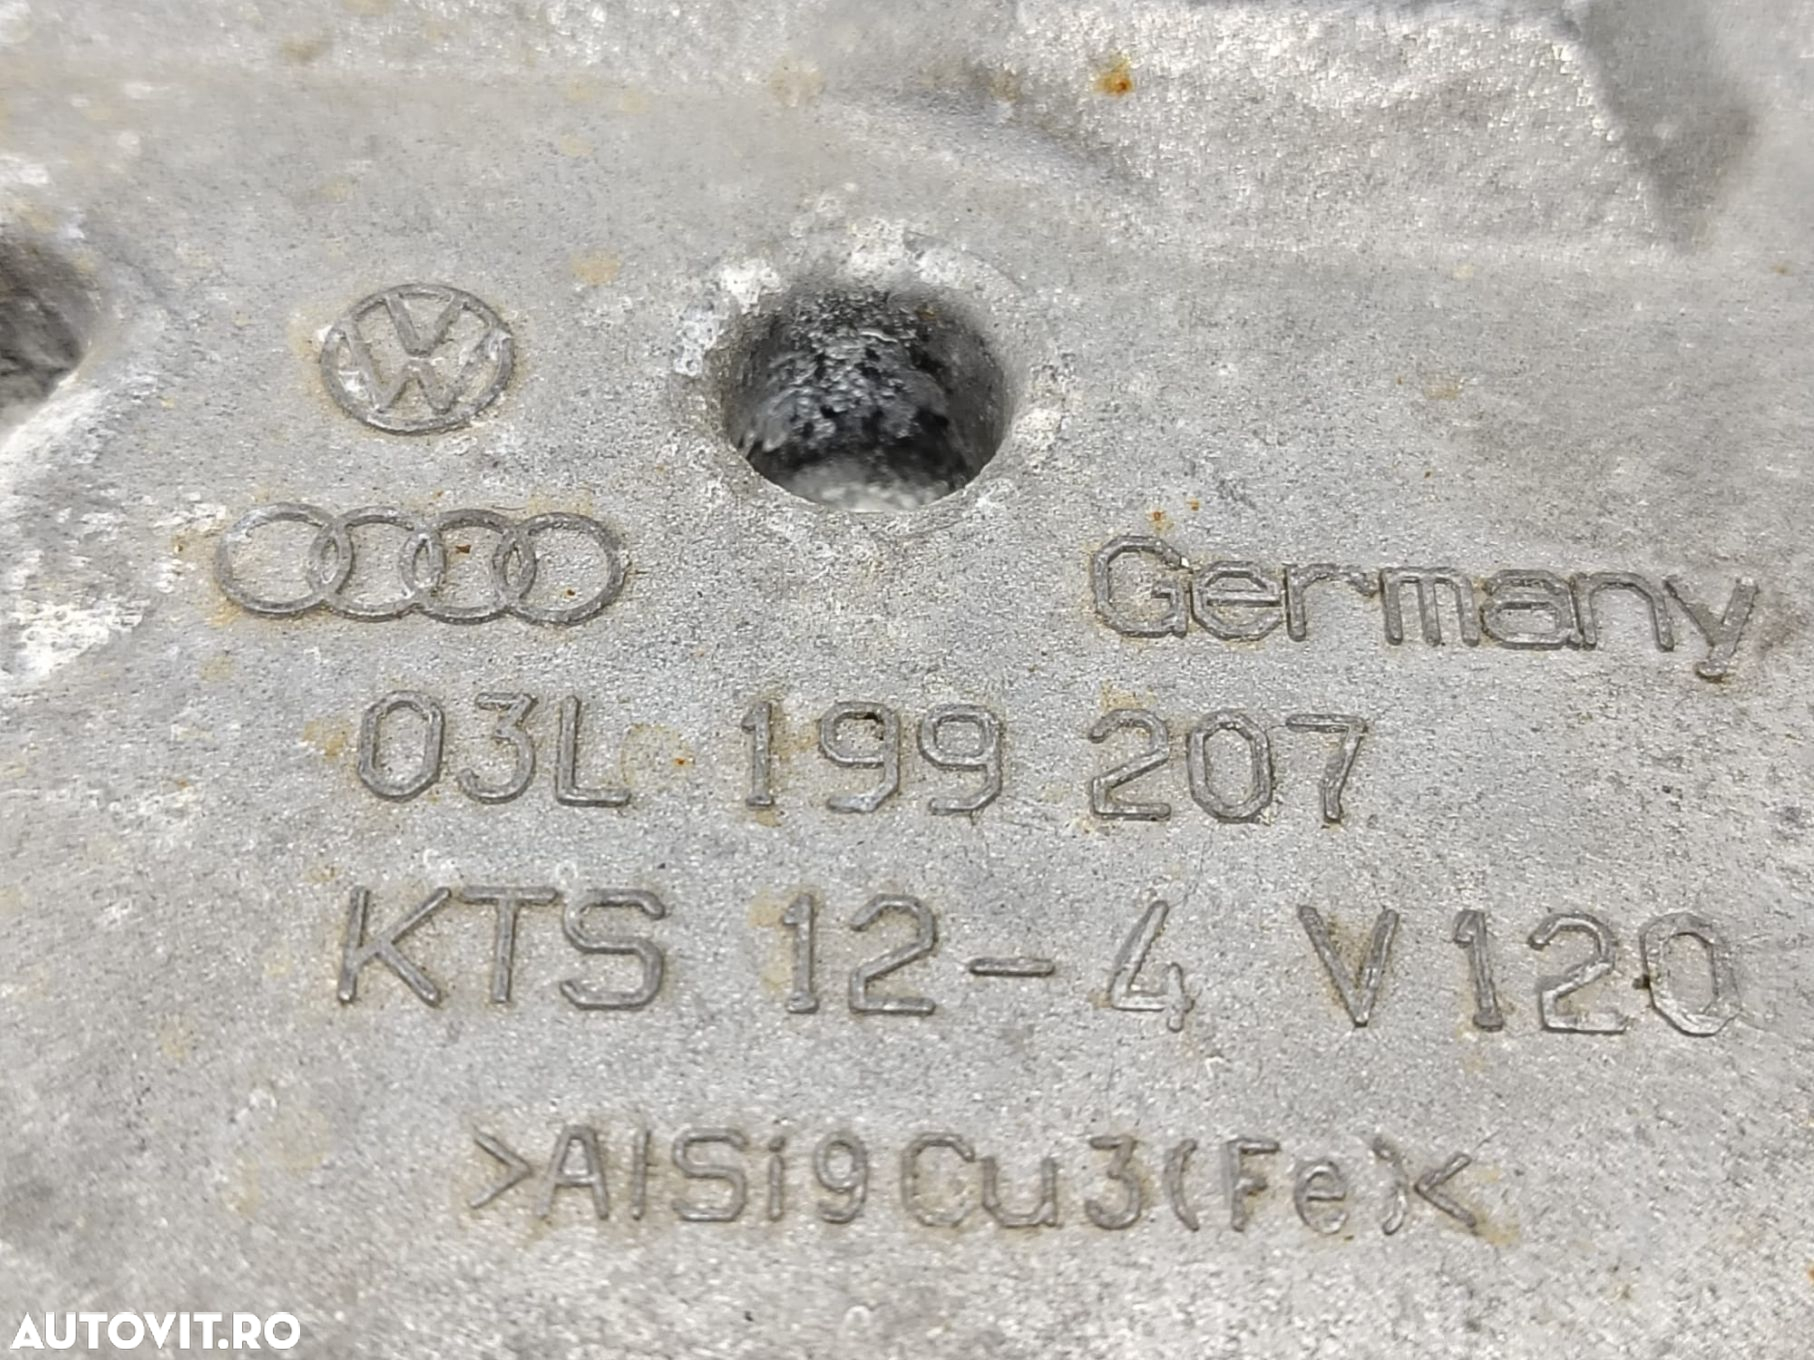 Germany
03L 199 207
KTS 12-4 V120
>AlSi9Cu3(Fe)<
AUTOVIT.RO